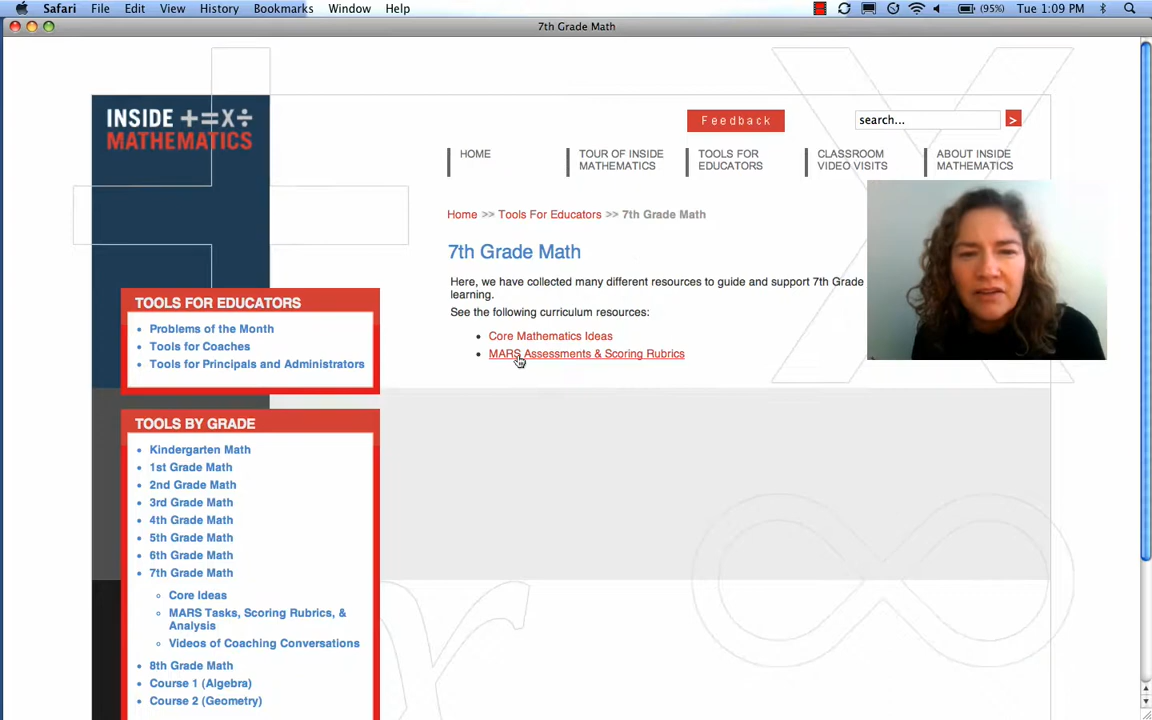 Safari File Edit View History Bookmarks Window Help (95%) Tue 1:09 PM
7th Grade Math
INSIDE +=X÷
MATHEMATICS
Feedback
search... >
HOME
TOUR OF INSIDE
MATHEMATICS
TOOLS FOR
EDUCATORS
CLASSROOM
VIDEO VISITS
ABOUT INSIDE
MATHEMATICS
Home >> Tools For Educators >> 7th Grade Math
7th Grade Math
Here, we have collected many different resources to guide and support 7th Grade
learning.
See the following curriculum resources:
• Core Mathematics Ideas
• MARS Assessments & Scoring Rubrics
TOOLS FOR EDUCATORS
• Problems of the Month
• Tools for Coaches
• Tools for Principals and Administrators
TOOLS BY GRADE
• Kindergarten Math
• 1st Grade Math
• 2nd Grade Math
• 3rd Grade Math
• 4th Grade Math
• 5th Grade Math
• 6th Grade Math
• 7th Grade Math
◦ Core Ideas
◦ MARS Tasks, Scoring Rubrics, &
Analysis
◦ Videos of Coaching Conversations
• 8th Grade Math
• Course 1 (Algebra)
• Course 2 (Geometry)